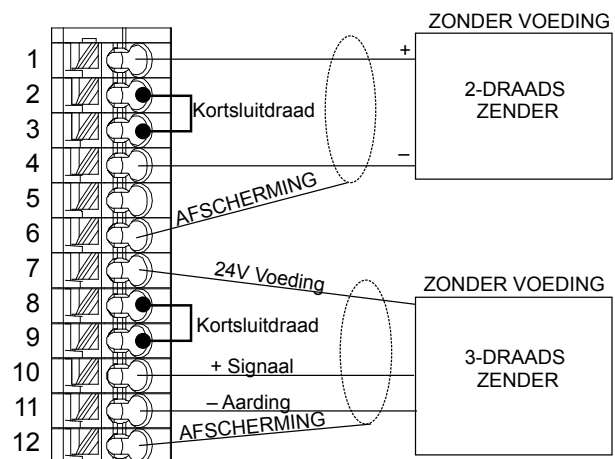 ZONDER VOEDING
1
+
2
2-DRAADS
ZENDER
Kortsluitdraad
3
4
–
5
AFSCHERMING
6
7
24V Voeding
ZONDER VOEDING
8
Kortsluitdraad
9
3-DRAADS
ZENDER
10
+ Signaal
11
– Aarding
12
AFSCHERMING